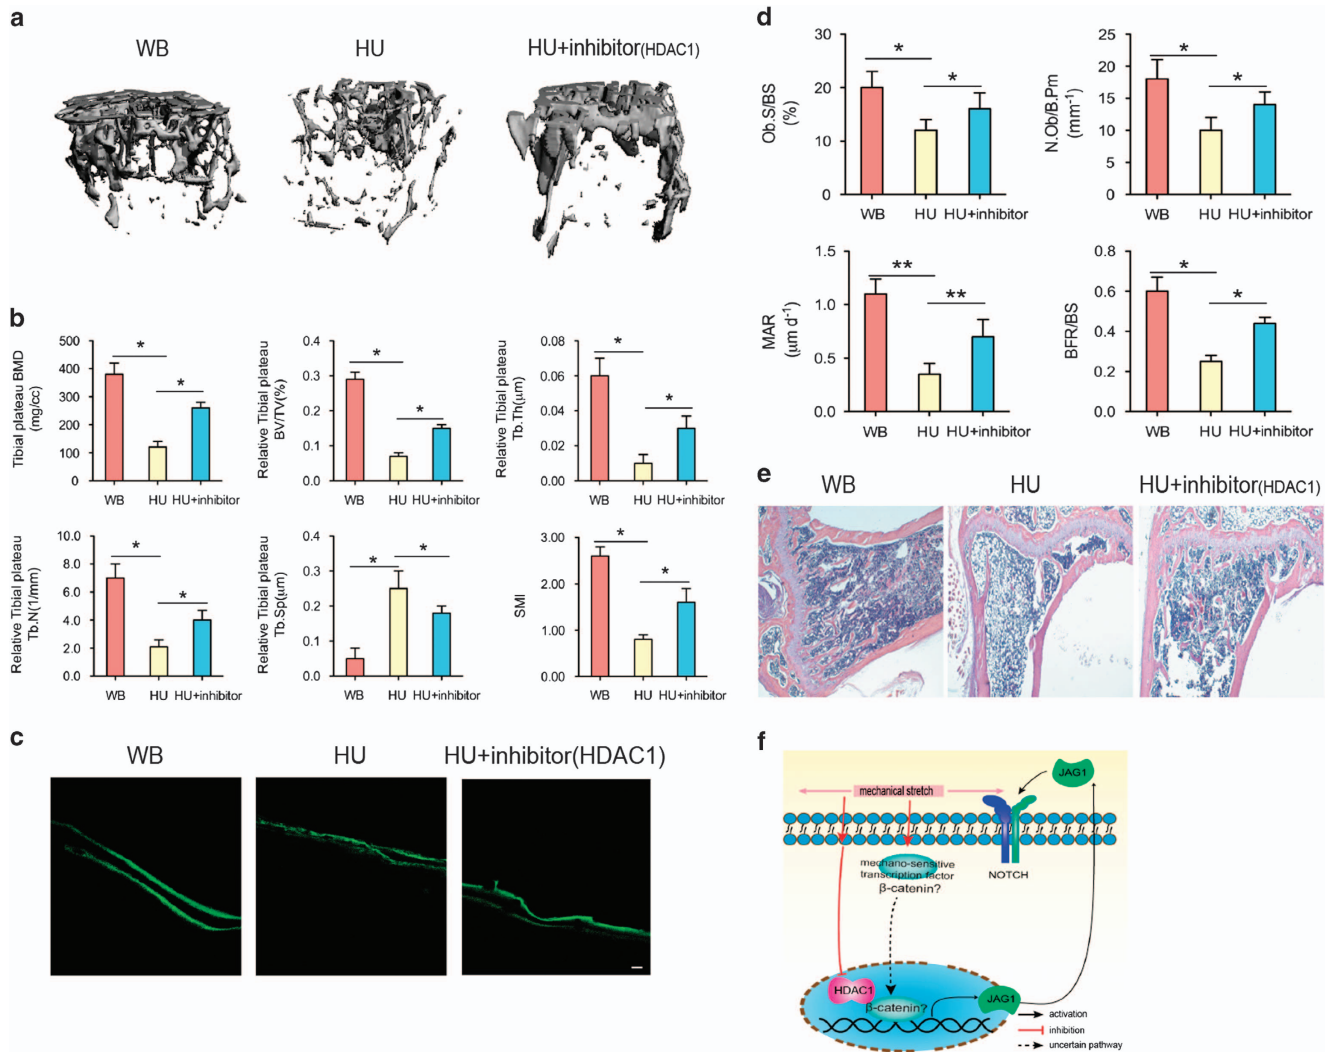 a
WB
HU
HU+inhibitor(HDAC1)
b
Tibial plateau BMD
(mg/cc)
500
400
300
200
100
0
*
*
WB
HU
HU+inhibitor
Relative Tibial plateau
BV/TV(%)
0.4
0.3
0.2
0.1
0.0
*
*
WB
HU
HU+inhibitor
Relative Tibial plateau
Tb.Th(μm)
0.08
0.06
0.04
0.02
0.00
*
*
WB
HU
HU+inhibitor
Relative Tibial plateau
Tb.N(1/mm)
10.0
8.0
6.0
4.0
2.0
*
*
WB
HU
HU+inhibitor
Relative Tibial plateau
Tb.Sp(μm)
0.4
0.3
0.2
0.1
0.0
*
*
WB
HU
HU+inhibitor
SMI
3.00
2.00
1.00
0.00
*
*
WB
HU
HU+inhibitor
c
WB
HU
HU+inhibitor(HDAC1)
d
Ob.S/BS
(%)
30
20
10
0
*
*
WB
HU
HU+inhibitor
N.Ob/B.Pm
(mm-1)
25
20
15
10
5
0
*
*
WB
HU
HU+inhibitor
MAR
(μm d-1)
1.5
1.0
0.5
0.0
**
**
WB
HU
HU+inhibitor
BFR/BS
0.8
0.6
0.4
0.2
0.0
*
*
WB
HU
HU+inhibitor
e
WB
HU
HU+inhibitor(HDAC1)
f
JAG1
mechanical stretch
mechano-sensitive
transcription factor
β-catenin?
NOTCH
HDAC1
β-catenin?
JAG1
activation
inhibition
uncertain pathway